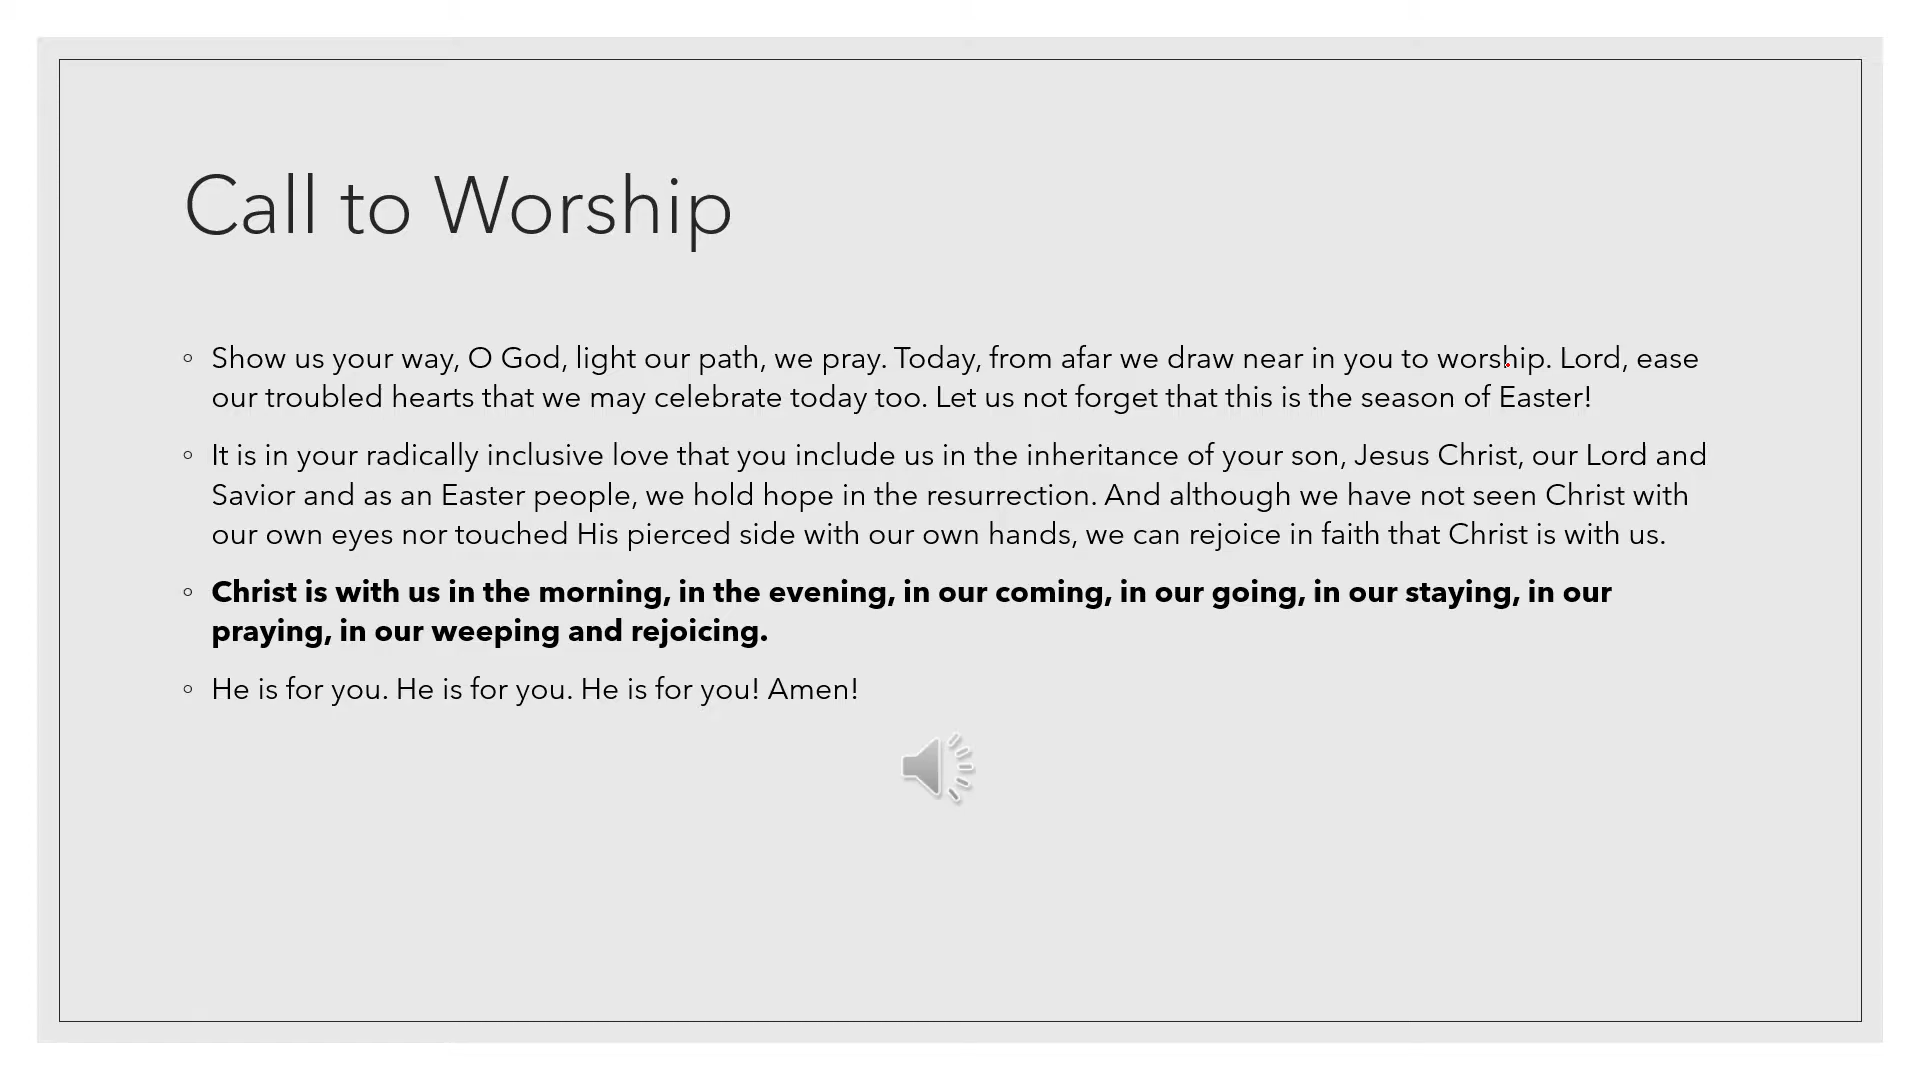 Call to Worship
Show us your way, O God, light our path, we pray. Today, from afar we draw near in you to worship. Lord, ease
our troubled hearts that we may celebrate today too. Let us not forget that this is the season of Easter!
It is in your radically inclusive love that you include us in the inheritance of your son, Jesus Christ, our Lord and
Savior and as an Easter people, we hold hope in the resurrection. And although we have not seen Christ with
our own eyes nor touched His pierced side with our own hands, we can rejoice in faith that Christ is with us.
Christ is with us in the morning, in the evening, in our coming, in our going, in our staying, in our
praying, in our weeping and rejoicing.
He is for you. He is for you. He is for you! Amen!